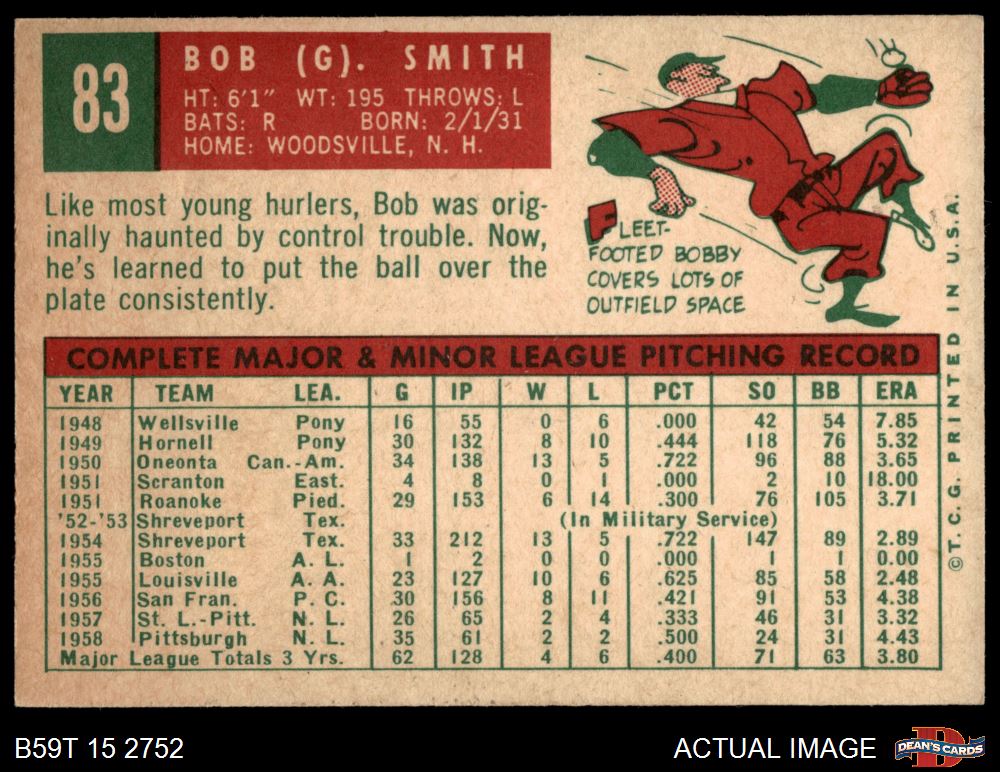 83
BOB (G). SMITH
HT: 6'1" WT: 195 THROWS: L
BATS: R BORN: 2/1/31
HOME: WOODSVILLE, N. H.
Like most young hurlers, Bob was orig-
inally haunted by control trouble. Now,
he's learned to put the ball over the
plate consistently.
FLEET-
FOOTED BOBBY
COVERS LOTS OF
OUTFIELD SPACE
COMPLETE MAJOR & MINOR LEAGUE PITCHING RECORD
YEAR TEAM LEA. G IP W L PCT SO BB ERA
1948 Wellsville Pony 16 55 0 6 .000 42 54 7.85
1949 Hornell Pony 30 132 8 10 .444 118 76 5.32
1950 Oneonta Can.-Am. 34 138 13 5 .722 96 88 3.65
1951 Scranton East. 4 8 0 1 .000 2 10 18.00
1951 Roanoke Pied. 29 153 6 14 .300 76 105 3.71
'52-'53 Shreveport Tex. (In Military Service)
1954 Shreveport Tex. 33 212 13 5 .722 147 89 2.89
1955 Boston A. L. 1 2 0 0 .000 1 1 0.00
1955 Louisville A. A. 23 127 10 6 .625 85 58 2.48
1956 San Fran. P. C. 30 156 8 11 .421 91 53 4.38
1957 St. L.-Pitt. N. L. 26 65 2 4 .333 46 31 3.32
1958 Pittsburgh N. L. 35 61 2 2 .500 24 31 4.43
Major League Totals 3 Yrs. 62 128 4 6 .400 71 63 3.80
©T. C. G. PRINTED IN U.S.A.
B59T 15 2752
ACTUAL IMAGE
DEAN'S CARDS